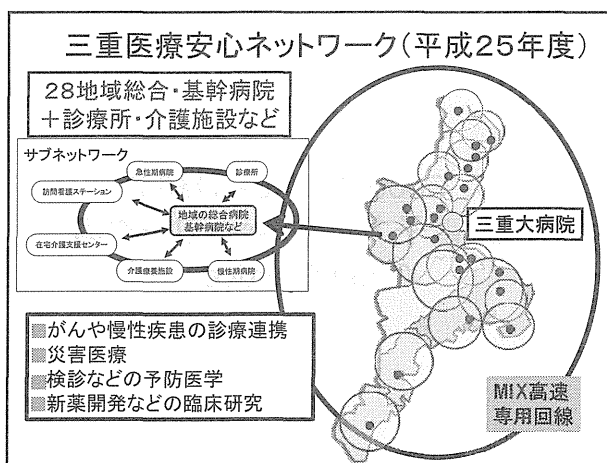 三重医療安心ネットワーク(平成25年度)
28地域総合・基幹病院
＋診療所・介護施設など
サブネットワーク
急性期病院
診療所
訪問看護ステーション
地域の総合病院
基幹病院など
在宅介護支援センター
介護療養施設
慢性期病院
三重大病院
■がんや慢性疾患の診療連携
■災害医療
■検診などの予防医学
■新薬開発などの臨床研究
MIX高速
専用回線